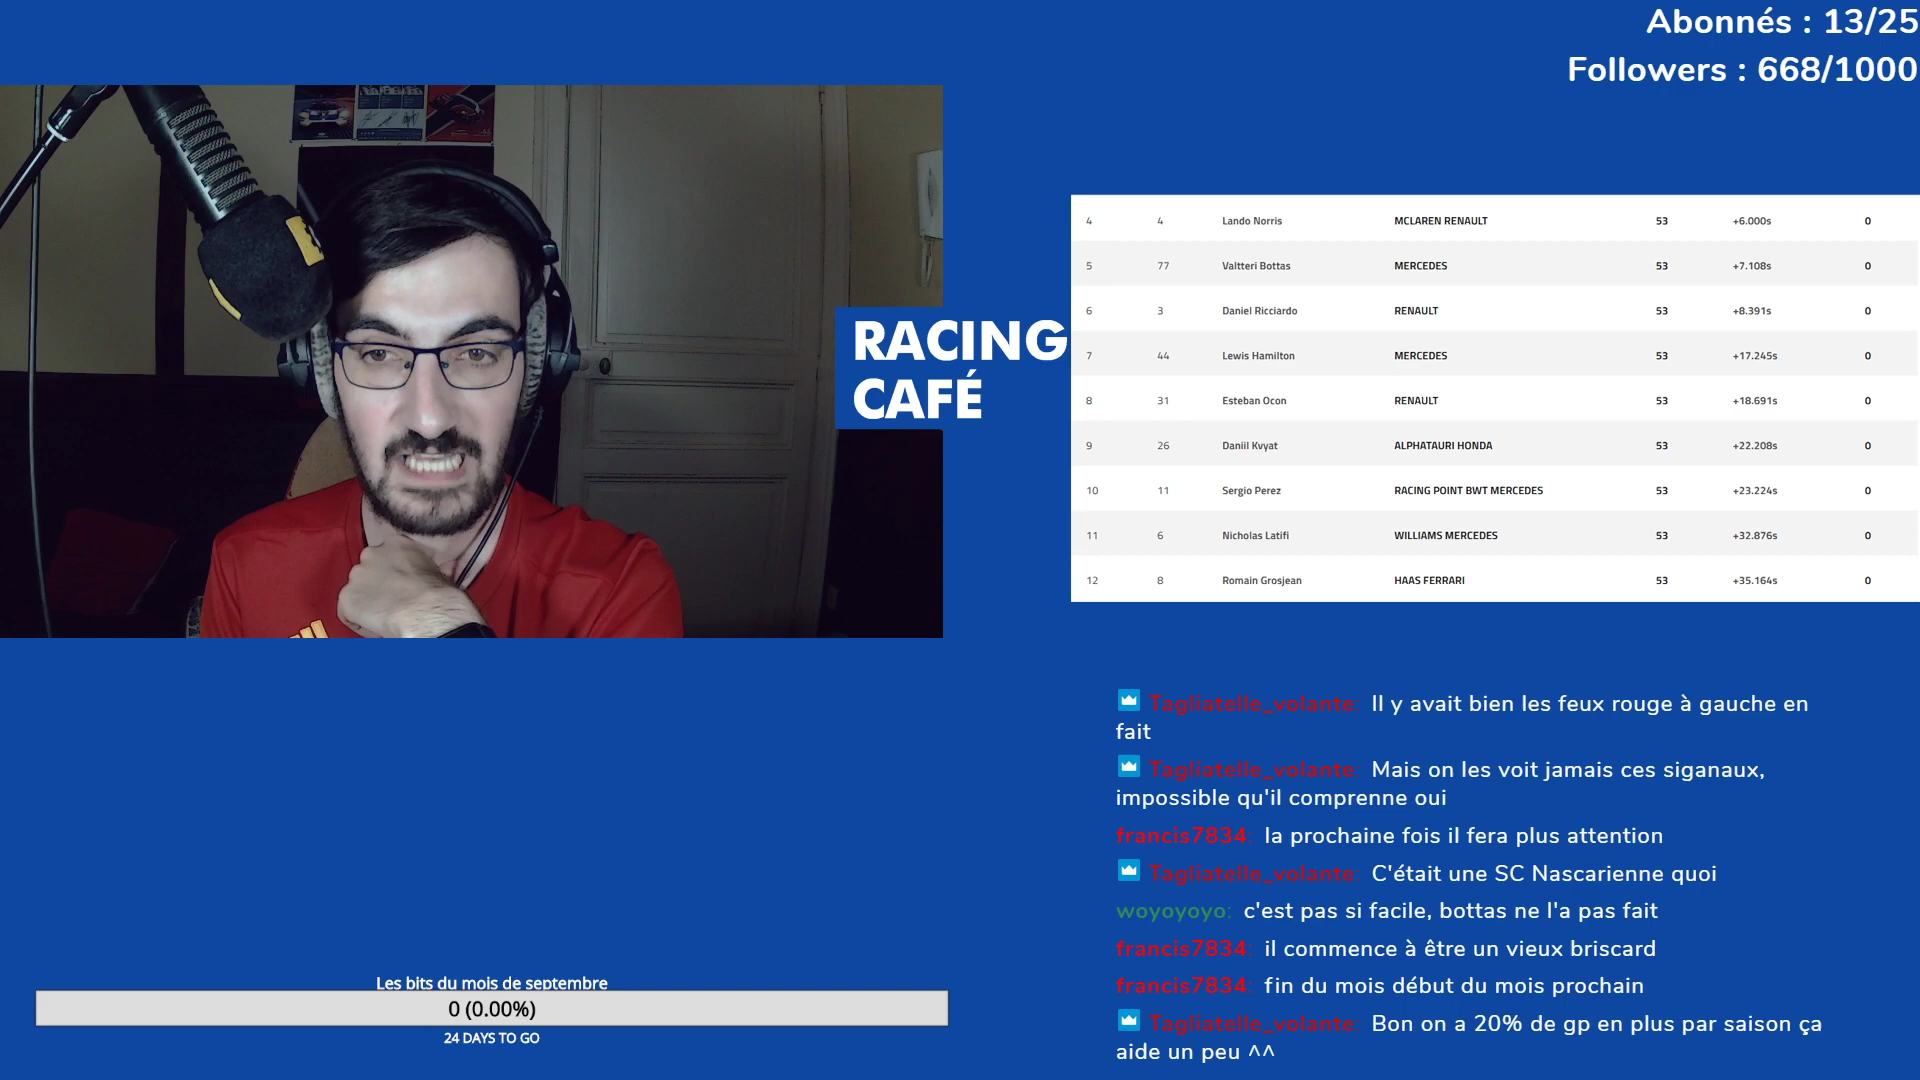 Abonnés : 13/25
Followers : 668/1000
RACING
CAFÉ
4 4 Lando Norris MCLAREN RENAULT 53 +6.000s 0
5 77 Valtteri Bottas MERCEDES 53 +7.108s 0
6 3 Daniel Ricciardo RENAULT 53 +8.391s 0
7 44 Lewis Hamilton MERCEDES 53 +17.245s 0
8 31 Esteban Ocon RENAULT 53 +18.691s 0
9 26 Daniil Kvyat ALPHATAURI HONDA 53 +22.208s 0
10 11 Sergio Perez RACING POINT BWT MERCEDES 53 +23.224s 0
11 6 Nicholas Latifi WILLIAMS MERCEDES 53 +32.876s 0
12 8 Romain Grosjean HAAS FERRARI 53 +35.164s 0
Tagliatelle_volante: Il y avait bien les feux rouge à gauche en
fait
Tagliatelle_volante: Mais on les voit jamais ces siganaux,
impossible qu'il comprenne oui
francis7834: la prochaine fois il fera plus attention
Tagliatelle_volante: C'était une SC Nascarienne quoi
woyoyoyo: c'est pas si facile, bottas ne l'a pas fait
francis7834: il commence à être un vieux briscard
francis7834: fin du mois début du mois prochain
Tagliatelle_volante: Bon on a 20% de gp en plus par saison ça
aide un peu ^^
Les bits du mois de septembre
0 (0.00%)
24 DAYS TO GO